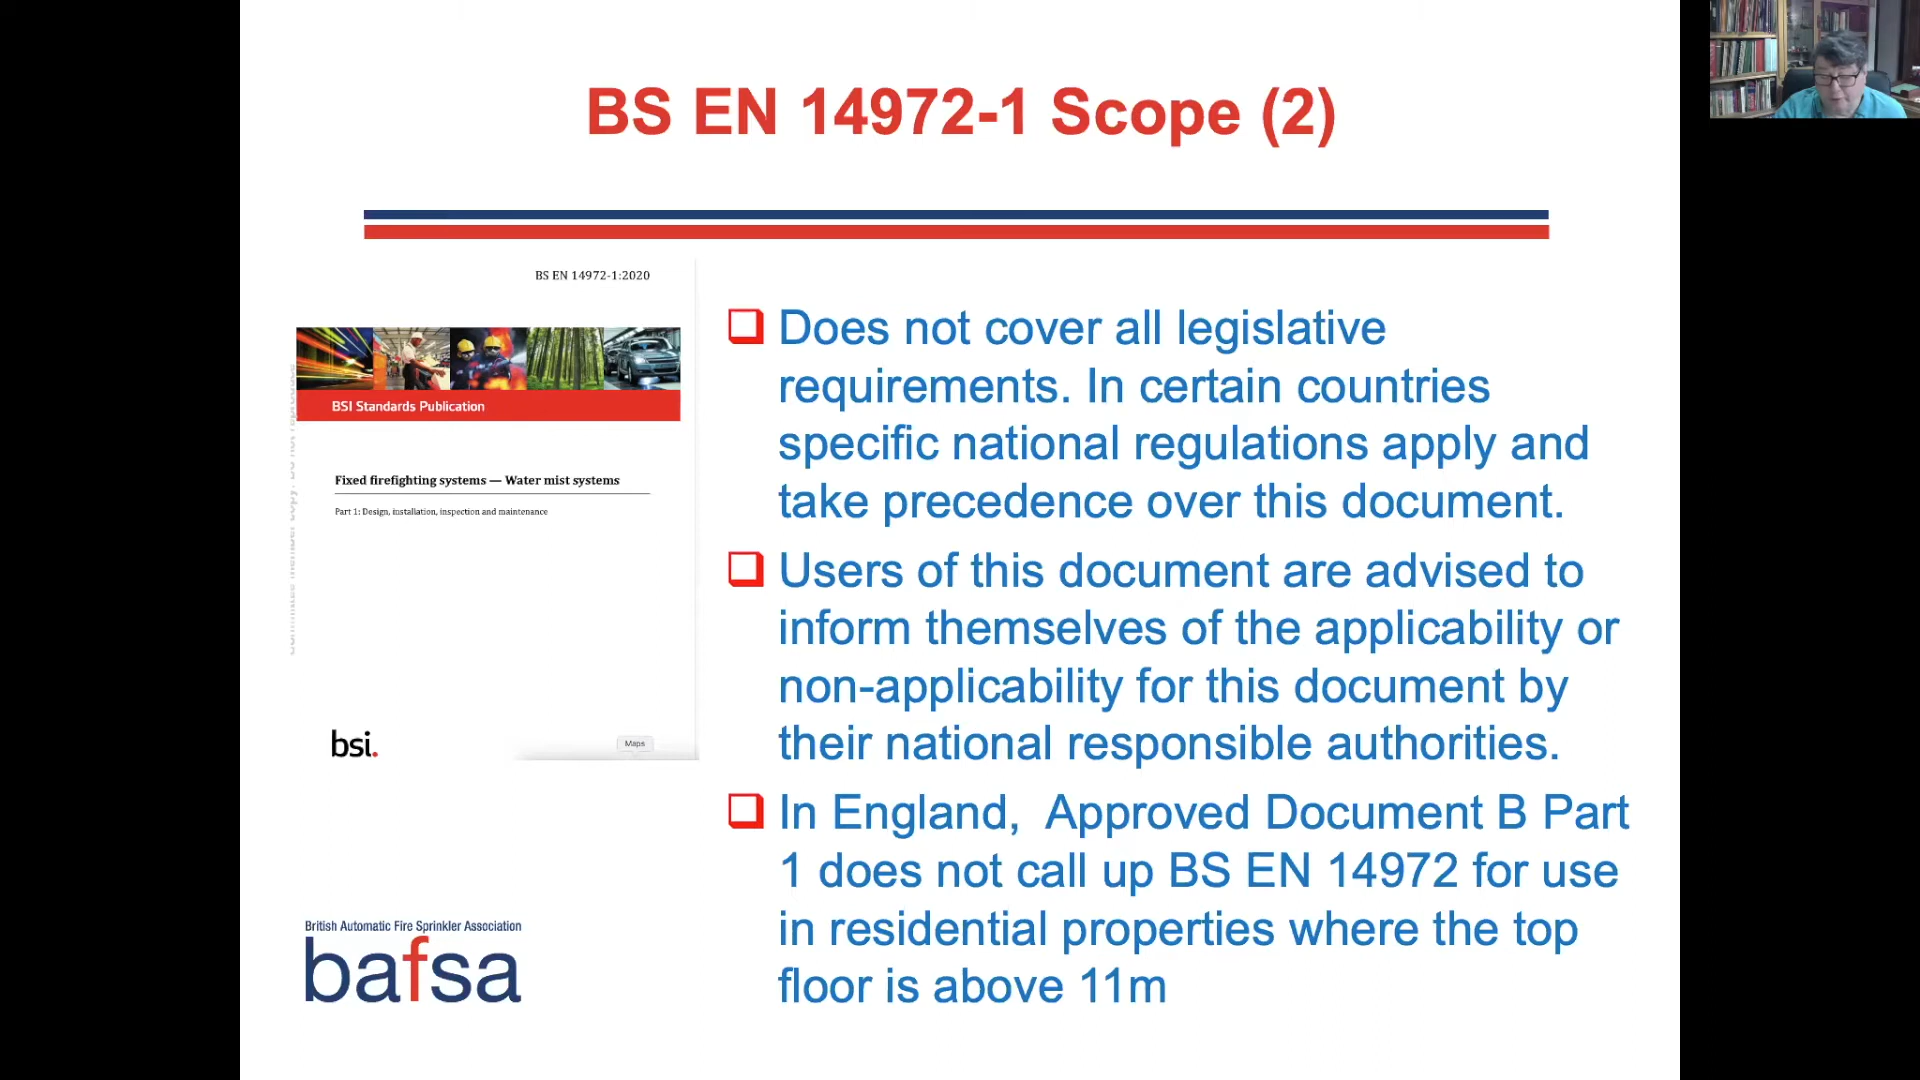 BS EN 14972-1 Scope (2)
BS EN 14972-1:2020
BSI Standards Publication
Fixed firefighting systems — Water mist systems
Part 1: Design, installation, inspection and maintenance
bsi.
Maps
Does not cover all legislative
requirements. In certain countries
specific national regulations apply and
take precedence over this document.
Users of this document are advised to
inform themselves of the applicability or
non-applicability for this document by
their national responsible authorities.
In England,  Approved Document B Part
1 does not call up BS EN 14972 for use
in residential properties where the top
floor is above 11m
British Automatic Fire Sprinkler Association
bafsa